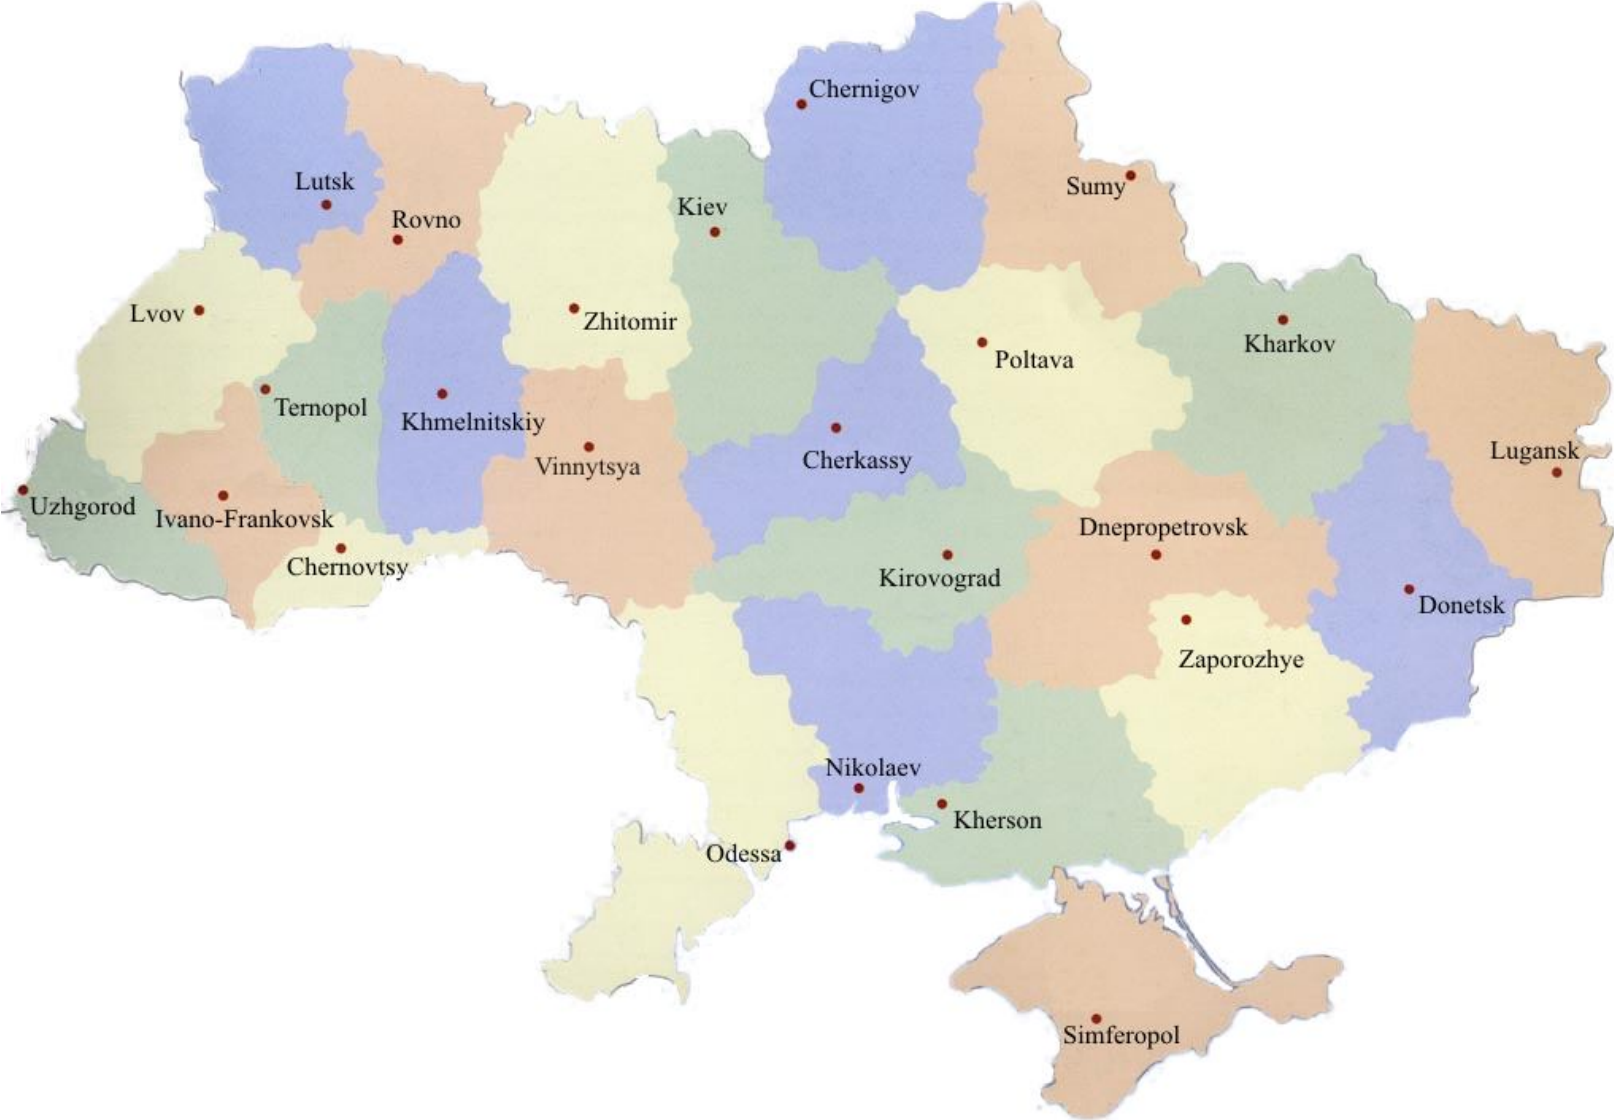 Chernigov
Lutsk
Sumy
Kiev
Rovno
Lvov
Zhitomir
Kharkov
Poltava
Ternopol
Khmelnitskiy
Lugansk
Cherkassy
Vinnytsya
Uzhgorod
Ivano-Frankovsk
Dnepropetrovsk
Chernovtsy
Kirovograd
Donetsk
Zaporozhye
Nikolaev
Kherson
Odessa
Simferopol